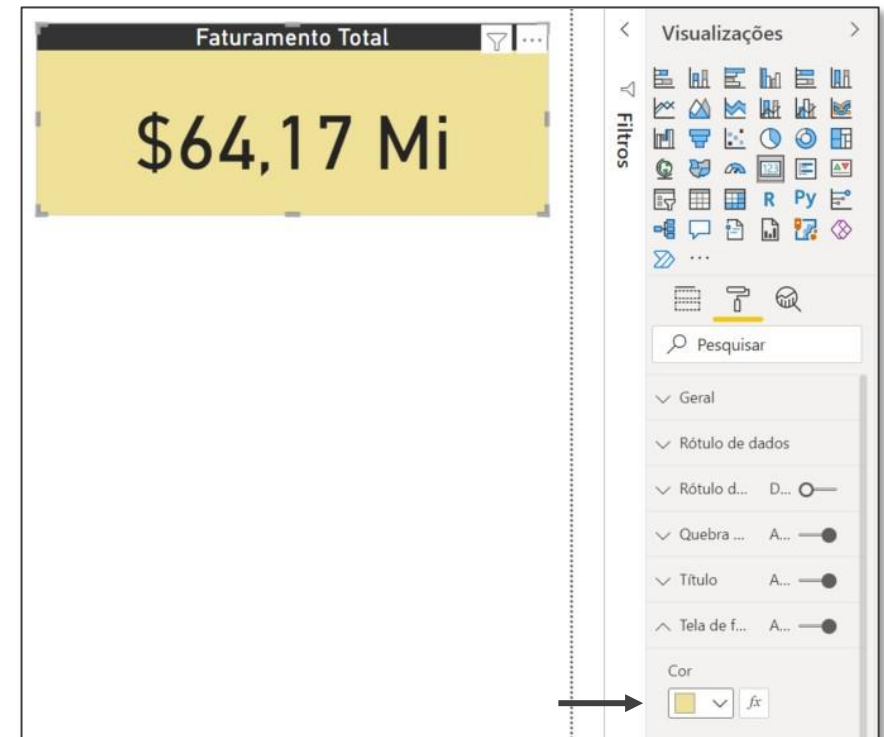 Faturamento Total
$64,17 Mi
Filtros
Visualizações
123
R
Py
Pesquisar
Geral
Rótulo de dados
Rótulo d... D...
Quebra ... A...
Título A...
Tela de f... A...
Cor
fx